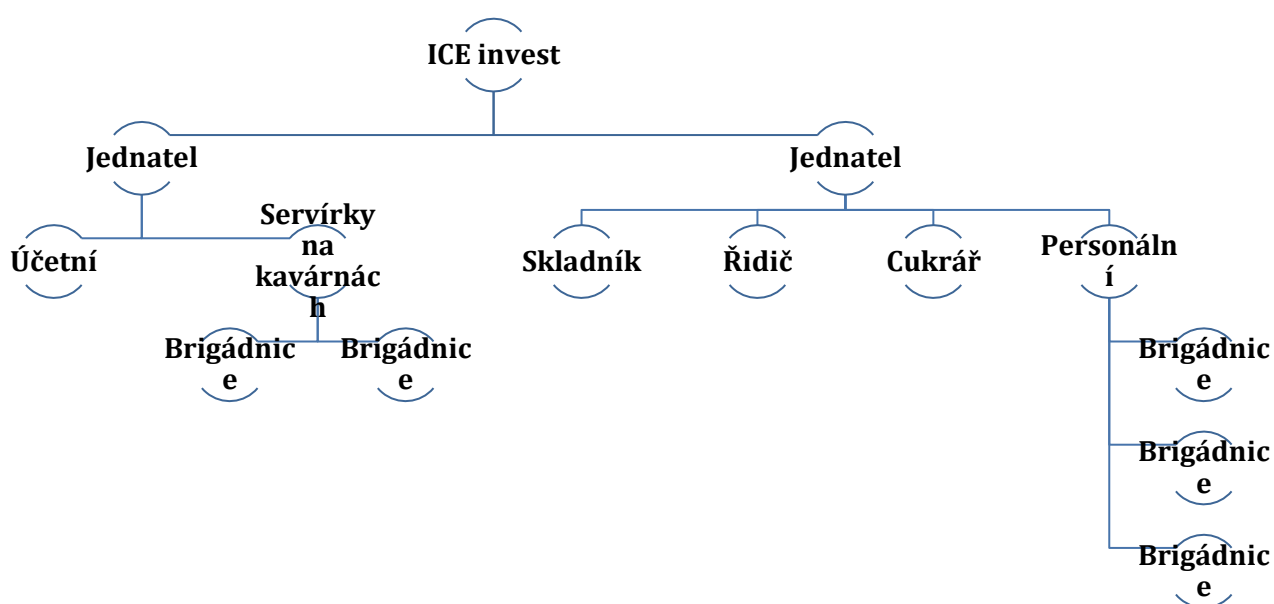 ICE invest
Jednatel
Jednatel
Účetní
Servírky
na
kavárnác
h
Skladník
Řidič
Cukrář
Personáln
í
Brigádnic
e
Brigádnic
e
Brigádnic
e
Brigádnic
e
Brigádnic
e